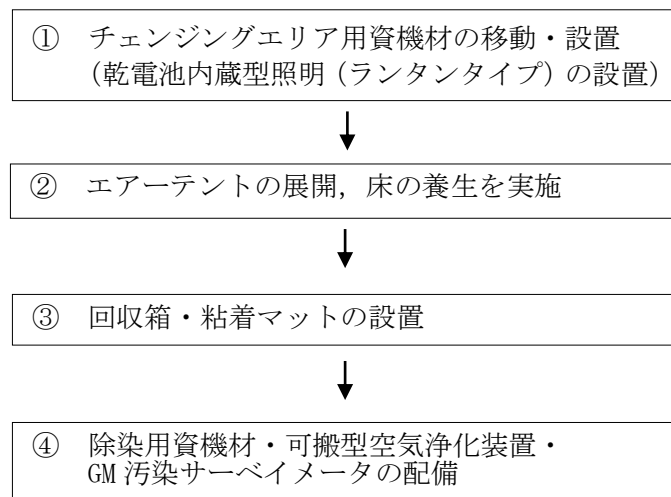 ① チェンジングエリア用資機材の移動・設置
(乾電池内蔵型照明(ランタンタイプ)の設置)
② エアーテントの展開，床の養生を実施
③ 回収箱・粘着マットの設置
④ 除染用資機材・可搬型空気浄化装置・
GM 汚染サーベイメータの配備